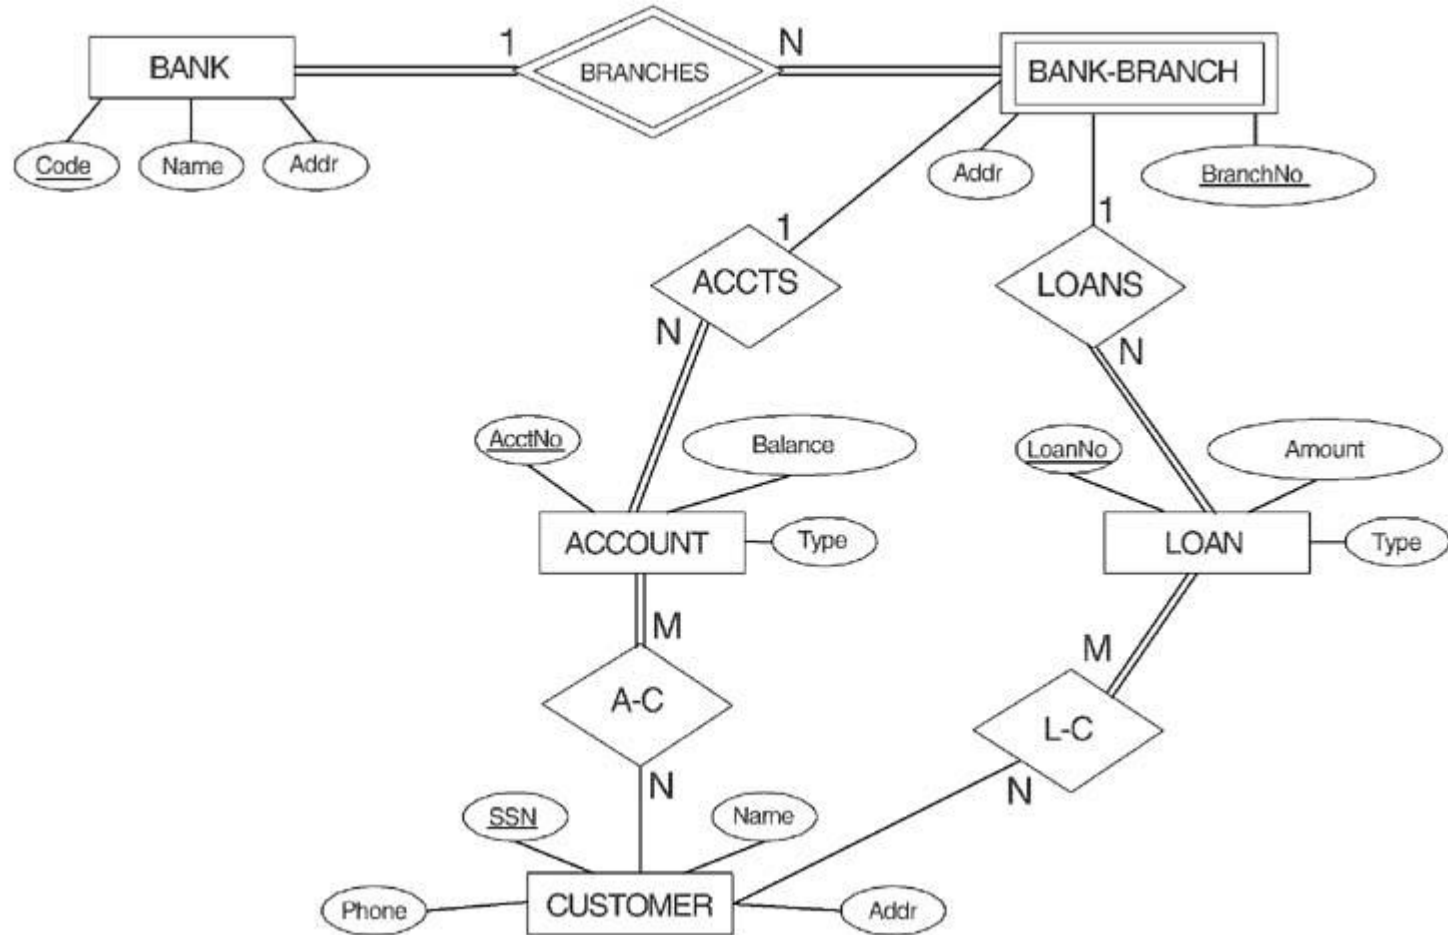 1
N
BANK
BRANCHES
BANK-BRANCH
Code
Name
Addr
Addr
BranchNo
1
1
ACCTS
LOANS
N
N
AcctNo
Balance
LoanNo
Amount
ACCOUNT
Type
LOAN
Type
M
M
A-C
L-C
N
N
SSN
Name
Phone
CUSTOMER
Addr